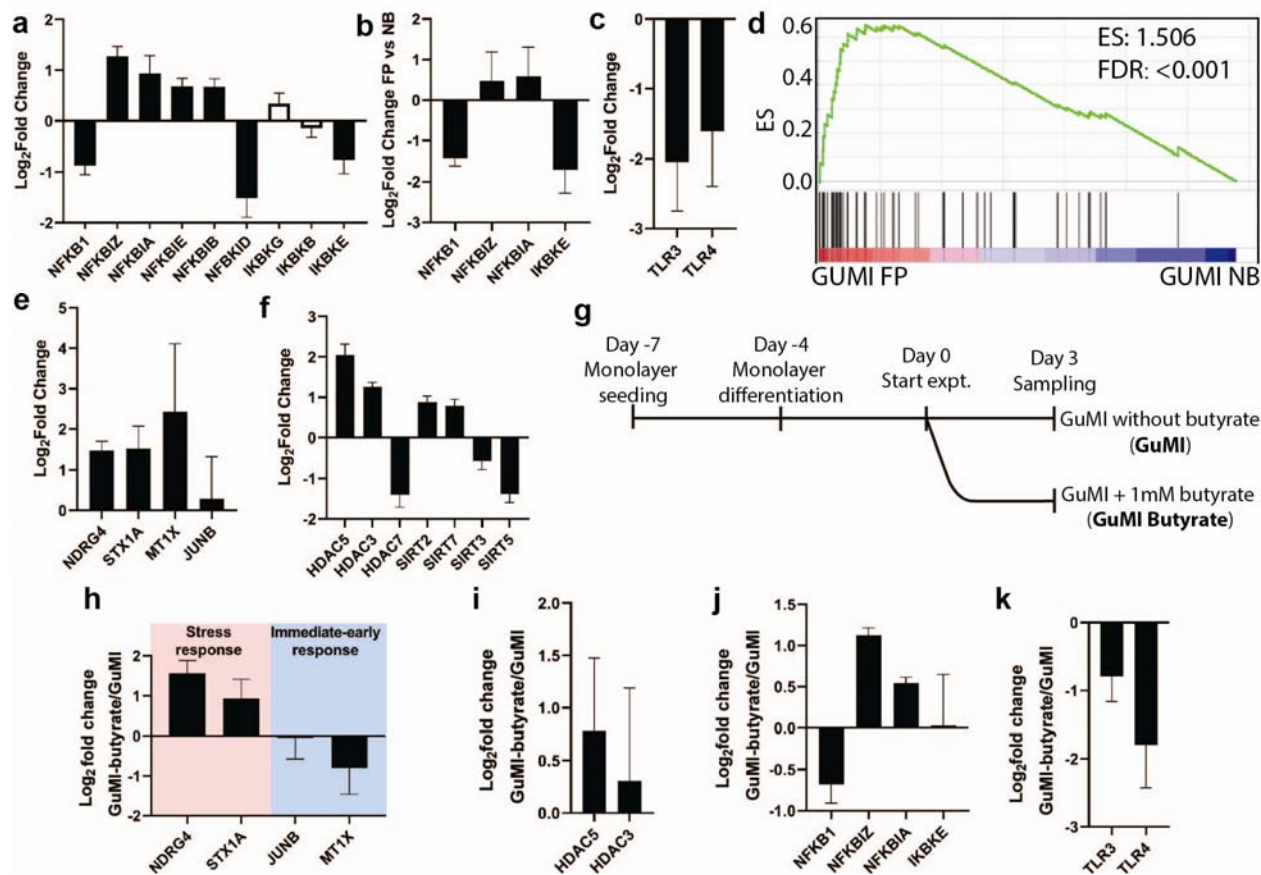 a
Log2Fold Change
2
1
0
-1
-2
NFKB1
NFKBIZ
NFKBIA
NFKBIE
NFKBIB
NFBKID
IKBKG
IKBKB
IKBKE
b
Log2Fold Change FP vs NB
2
1
0
-1
-2
-3
NFKB1
NFKBIZ
NFKBIA
IKBKE
c
Log2Fold Change
0
-1
-2
-3
TLR3
TLR4
d
ES
0.6
0.4
0.2
0.0
ES: 1.506
FDR: <0.001
GUMI FP
GUMI NB
e
Log2Fold Change
5
4
3
2
1
0
NDRG4
STX1A
MT1X
JUNB
f
Log2Fold Change
3
2
1
0
-1
-2
HDAC5
HDAC3
HDAC7
SIRT2
SIRT7
SIRT3
SIRT5
g
Day -7
Monolayer
seeding
Day -4
Monolayer
differentiation
Day 0
Start expt.
Day 3
Sampling
GuMI without butyrate
(GuMI)
GuMI + 1mM butyrate
(GuMI Butyrate)
h
Log2fold change
GuMI-butyrate/GuMI
Stress
response
Immediate-early
response
2
1
0
-1
-2
NDRG4
STX1A
JUNB
MT1X
i
Log2fold change
GuMI-butyrate/GuMI
2.0
1.5
1.0
0.5
0.0
HDAC5
HDAC3
j
Log2fold change
GuMI-butyrate/GuMI
1.5
1.0
0.5
0.0
-0.5
-1.0
NFKB1
NFKBIZ
NFKBIA
IKBKE
k
Log2fold change
GuMI-butyrate/GuMI
0
-1
-2
-3
TLR3
TLR4